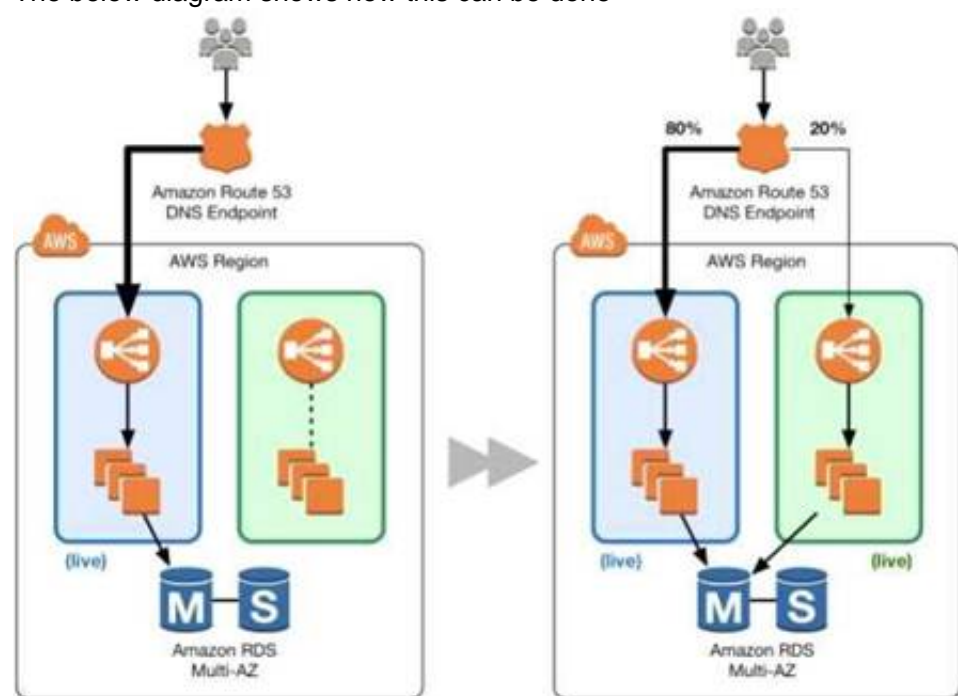 The below diagram shows how this can be done
Amazon Route 53
DNS Endpoint
AWS
AWS Region
(live)
M
S
Amazon RDS
Multi-AZ
80%
20%
Amazon Route 53
DNS Endpoint
AWS
AWS Region
(live)
(live)
M
S
Amazon RDS
Multi-AZ